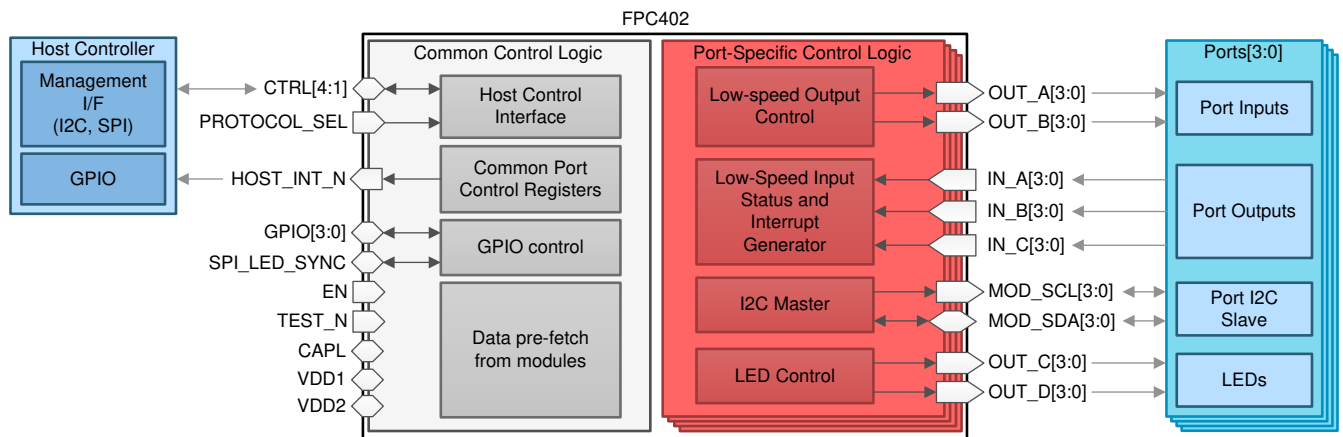 FPC402
Host Controller
Management
I/F
(I2C, SPI)
GPIO
CTRL[4:1]
PROTOCOL_SEL
HOST_INT_N
GPIO[3:0]
SPI_LED_SYNC
EN
TEST_N
CAPL
VDD1
VDD2
Common Control Logic
Host Control
Interface
Common Port
Control Registers
GPIO control
Data pre-fetch
from modules
Port-Specific Control Logic
Low-speed Output
Control
Low-Speed Input
Status and
Interrupt
Generator
I2C Master
LED Control
OUT_A[3:0]
OUT_B[3:0]
IN_A[3:0]
IN_B[3:0]
IN_C[3:0]
MOD_SCL[3:0]
MOD_SDA[3:0]
OUT_C[3:0]
OUT_D[3:0]
Ports[3:0]
Port Inputs
Port Outputs
Port I2C
Slave
LEDs